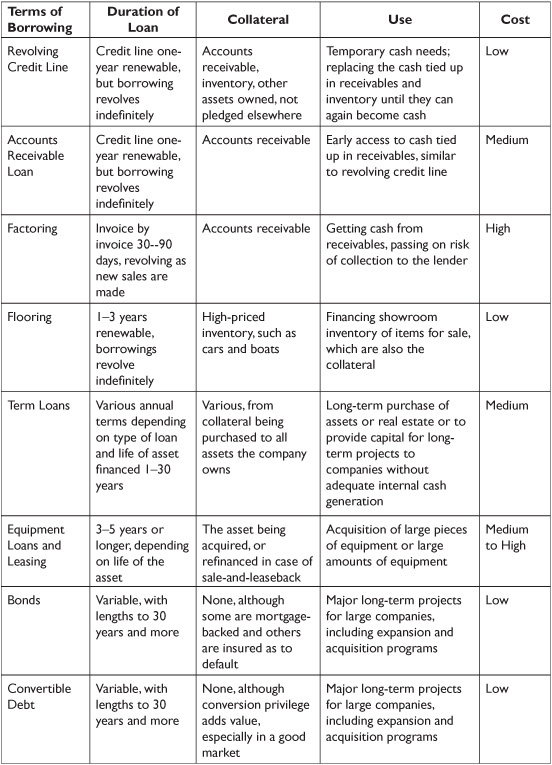 Terms of Borrowing | Duration of Loan | Collateral | Use | Cost
Revolving Credit Line | Credit line one-year renewable, but borrowing revolves indefinitely | Accounts receivable, inventory, other assets owned, not pledged elsewhere | Temporary cash needs; replacing the cash tied up in receivables and inventory until they can again become cash | Low
Accounts Receivable Loan | Credit line one-year renewable, but borrowing revolves indefinitely | Accounts receivable | Early access to cash tied up in receivables, similar to revolving credit line | Medium
Factoring | Invoice by invoice 30--90 days, revolving as new sales are made | Accounts receivable | Getting cash from receivables, passing on risk of collection to the lender | High
Flooring | 1–3 years renewable, borrowings revolve indefinitely | High-priced inventory, such as cars and boats | Financing showroom inventory of items for sale, which are also the collateral | Low
Term Loans | Various annual terms depending on type of loan and life of asset financed 1–30 years | Various, from collateral being purchased to all assets the company owns | Long-term purchase of assets or real estate or to provide capital for long-term projects to companies without adequate internal cash generation | Medium
Equipment Loans and Leasing | 3–5 years or longer, depending on life of the asset | The asset being acquired, or refinanced in case of sale-and-leaseback | Acquisition of large pieces of equipment or large amounts of equipment | Medium to High
Bonds | Variable, with lengths to 30 years and more | None, although some are mortgage-backed and others are insured as to default | Major long-term projects for large companies, including expansion and acquisition programs | Low
Convertible Debt | Variable, with lengths to 30 years and more | None, although conversion privilege adds value, especially in a good market | Major long-term projects for large companies, including expansion and acquisition programs | Low